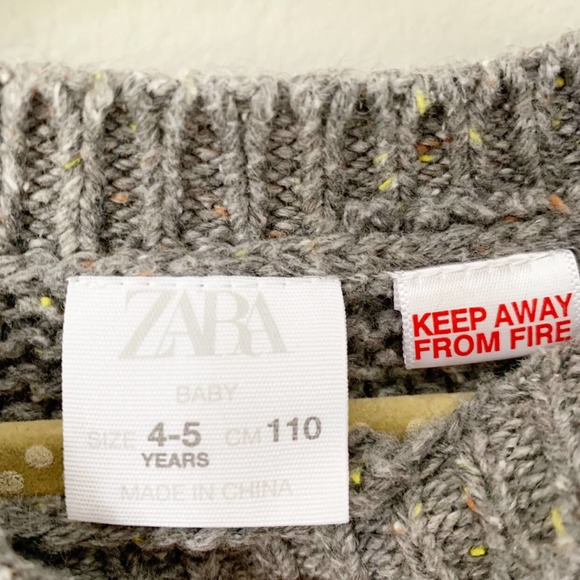 ZARA
BABY
SIZE 4-5 CM 110
YEARS
MADE IN CHINA
KEEP AWAY
FROM FIRE